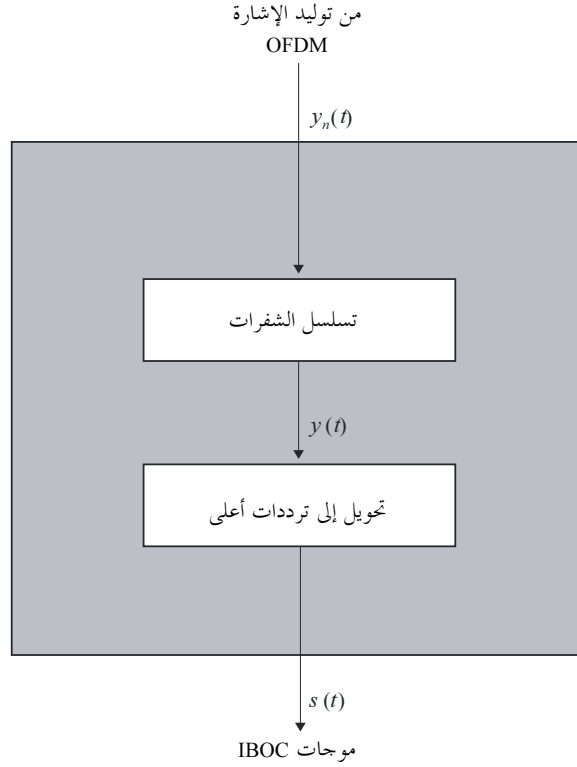 من توليد الإشارة
OFDM
yn(t)
تسلسل الشفرات
y (t)
تحويل إلى ترددات أعلى
s (t)
موجات IBOC